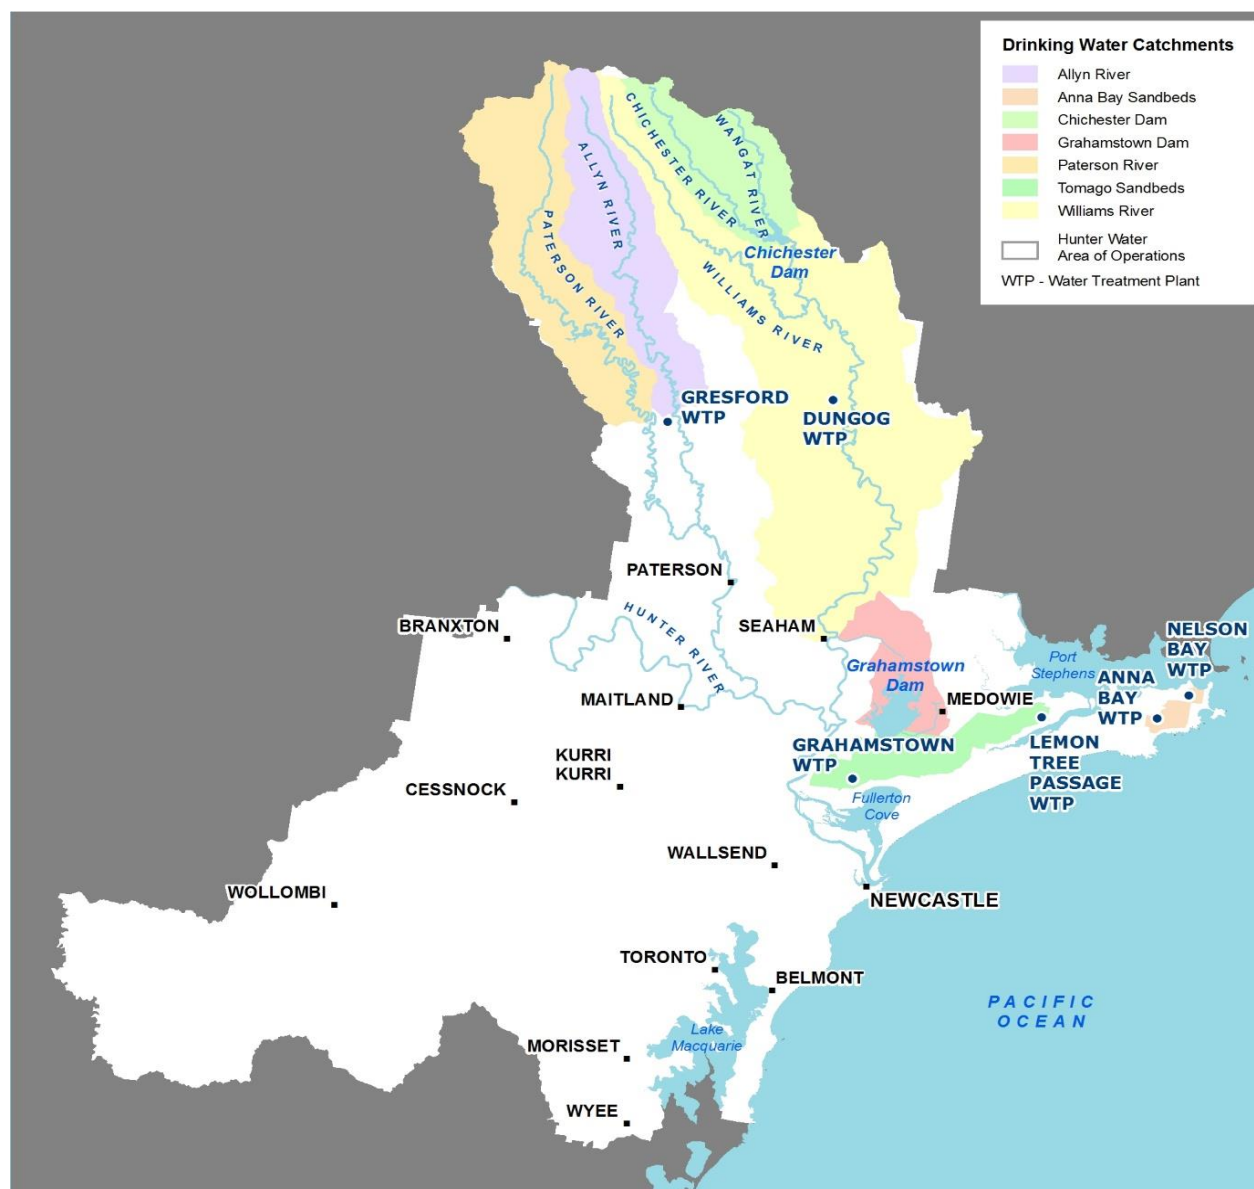 Drinking Water Catchments
Allyn River
Anna Bay Sandbeds
Chichester Dam
Grahamstown Dam
Paterson River
Tomago Sandbeds
Williams River
Hunter Water
Area of Operations
WTP - Water Treatment Plant
CHICHESTER RIVER
WANGAT RIVER
ALLYN RIVER
PATERSON RIVER
Chichester
Dam
WILLIAMS RIVER
GRESFORD
WTP
DUNGOG
WTP
PATERSON
BRANXTON
HUNTER RIVER
SEAHAM
NELSON
BAY
WTP
Port
Stephens
Grahamstown
Dam
ANNA
BAY
WTP
MAITLAND
MEDOWIE
GRAHAMSTOWN
WTP
LEMON
TREE
PASSAGE
WTP
KURRI
KURRI
CESSNOCK
Fullerton
Cove
WALLSEND
WOLLOMBI
NEWCASTLE
TORONTO
BELMONT
PACIFIC
OCEAN
Lake
Macquarie
MORISSET
WYEE